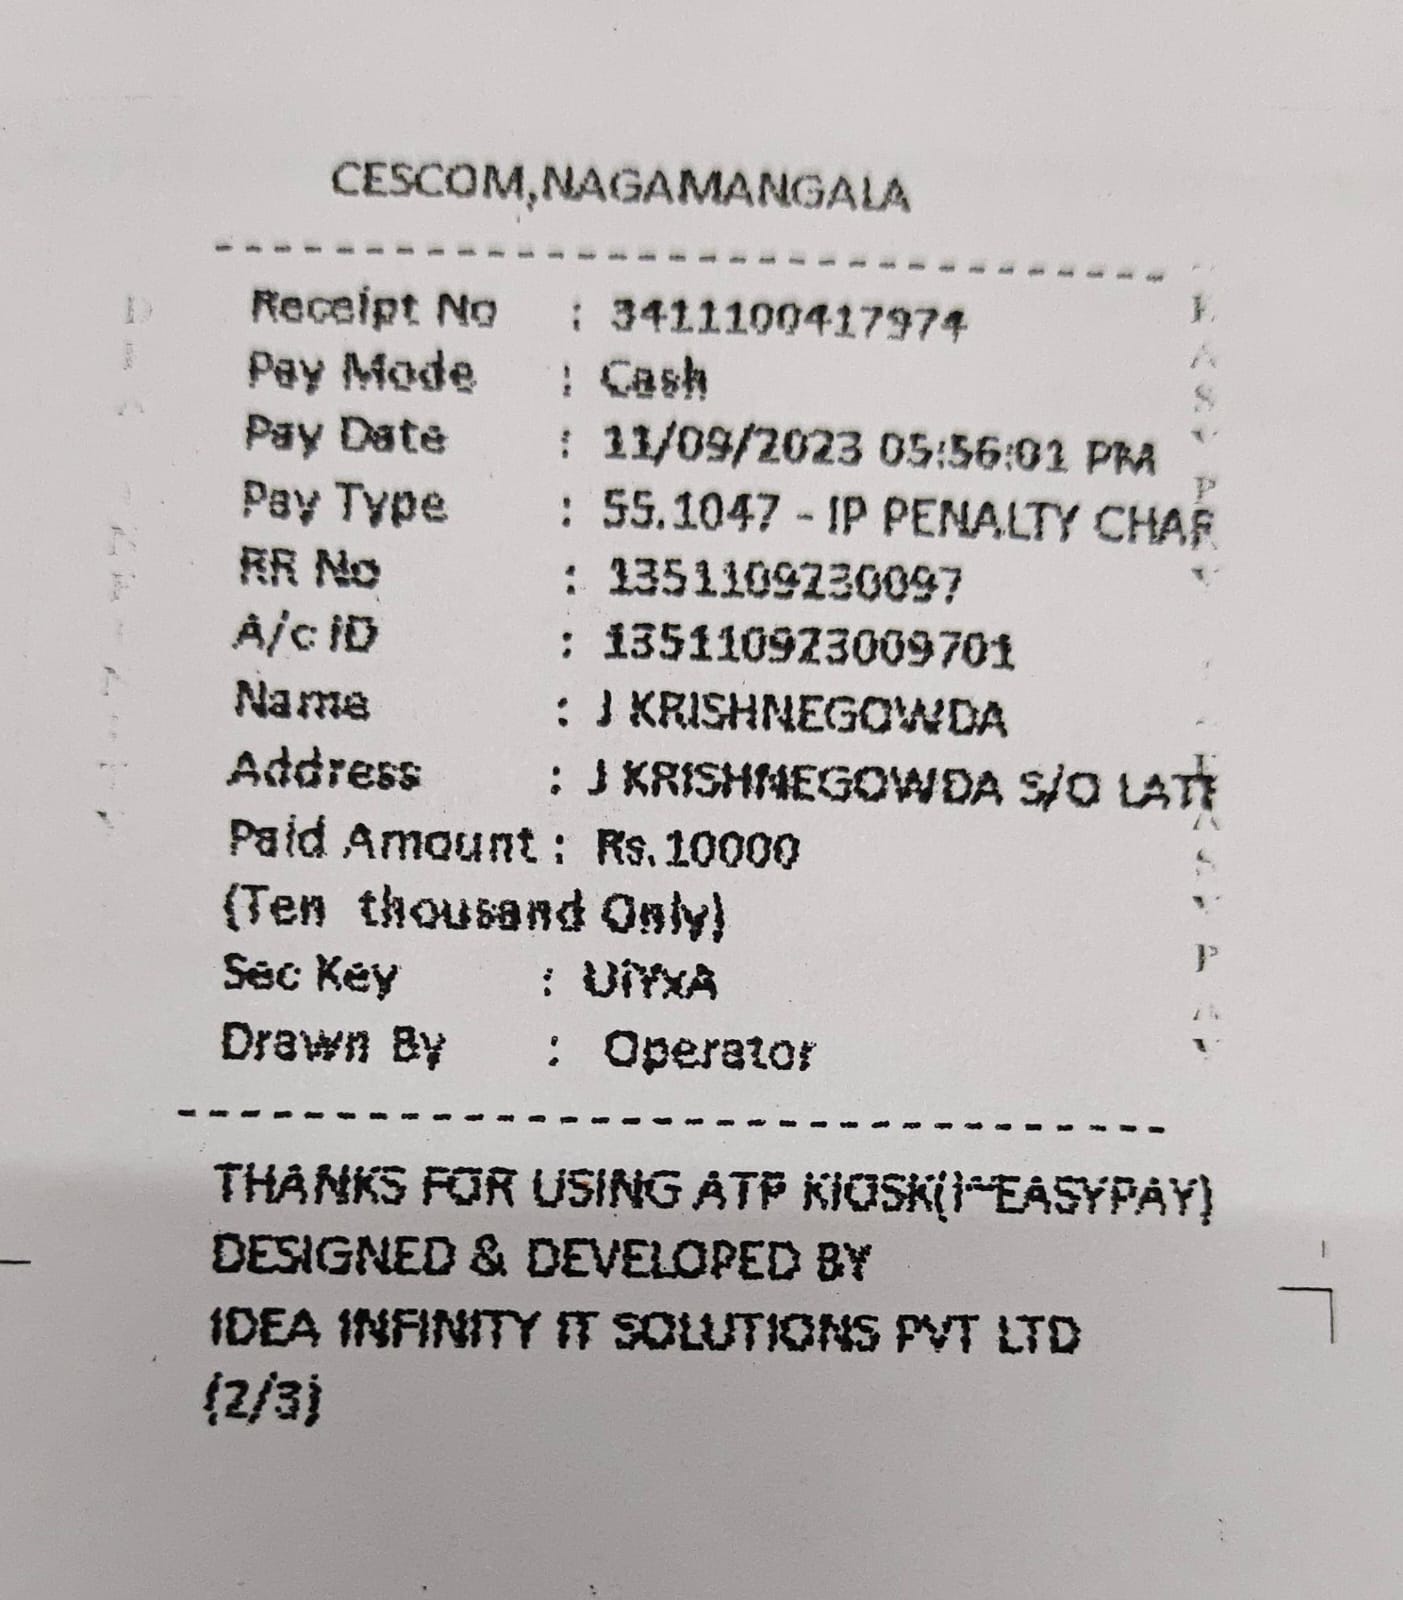 CESCOM,NAGAMANGALA
Receipt No : 3411100417974
Pay Mode : Cash
Pay Date : 11/09/2023 05:56:01 PM
Pay Type : 55.1047 - IP PENALTY CHAR
RR No : 1351109230097
A/c ID : 135110923009701
Name : J KRISHNEGOWDA
Address : J KRISHNEGOWDA S/O LATE
Paid Amount : Rs.10000
(Ten thousand Only)
Sec Key : UiYxA
Drawn By : Operator
THANKS FOR USING ATP KIOSK(I~EASYPAY)
DESIGNED & DEVELOPED BY
IDEA INFINITY IT SOLUTIONS PVT LTD
(2/3)